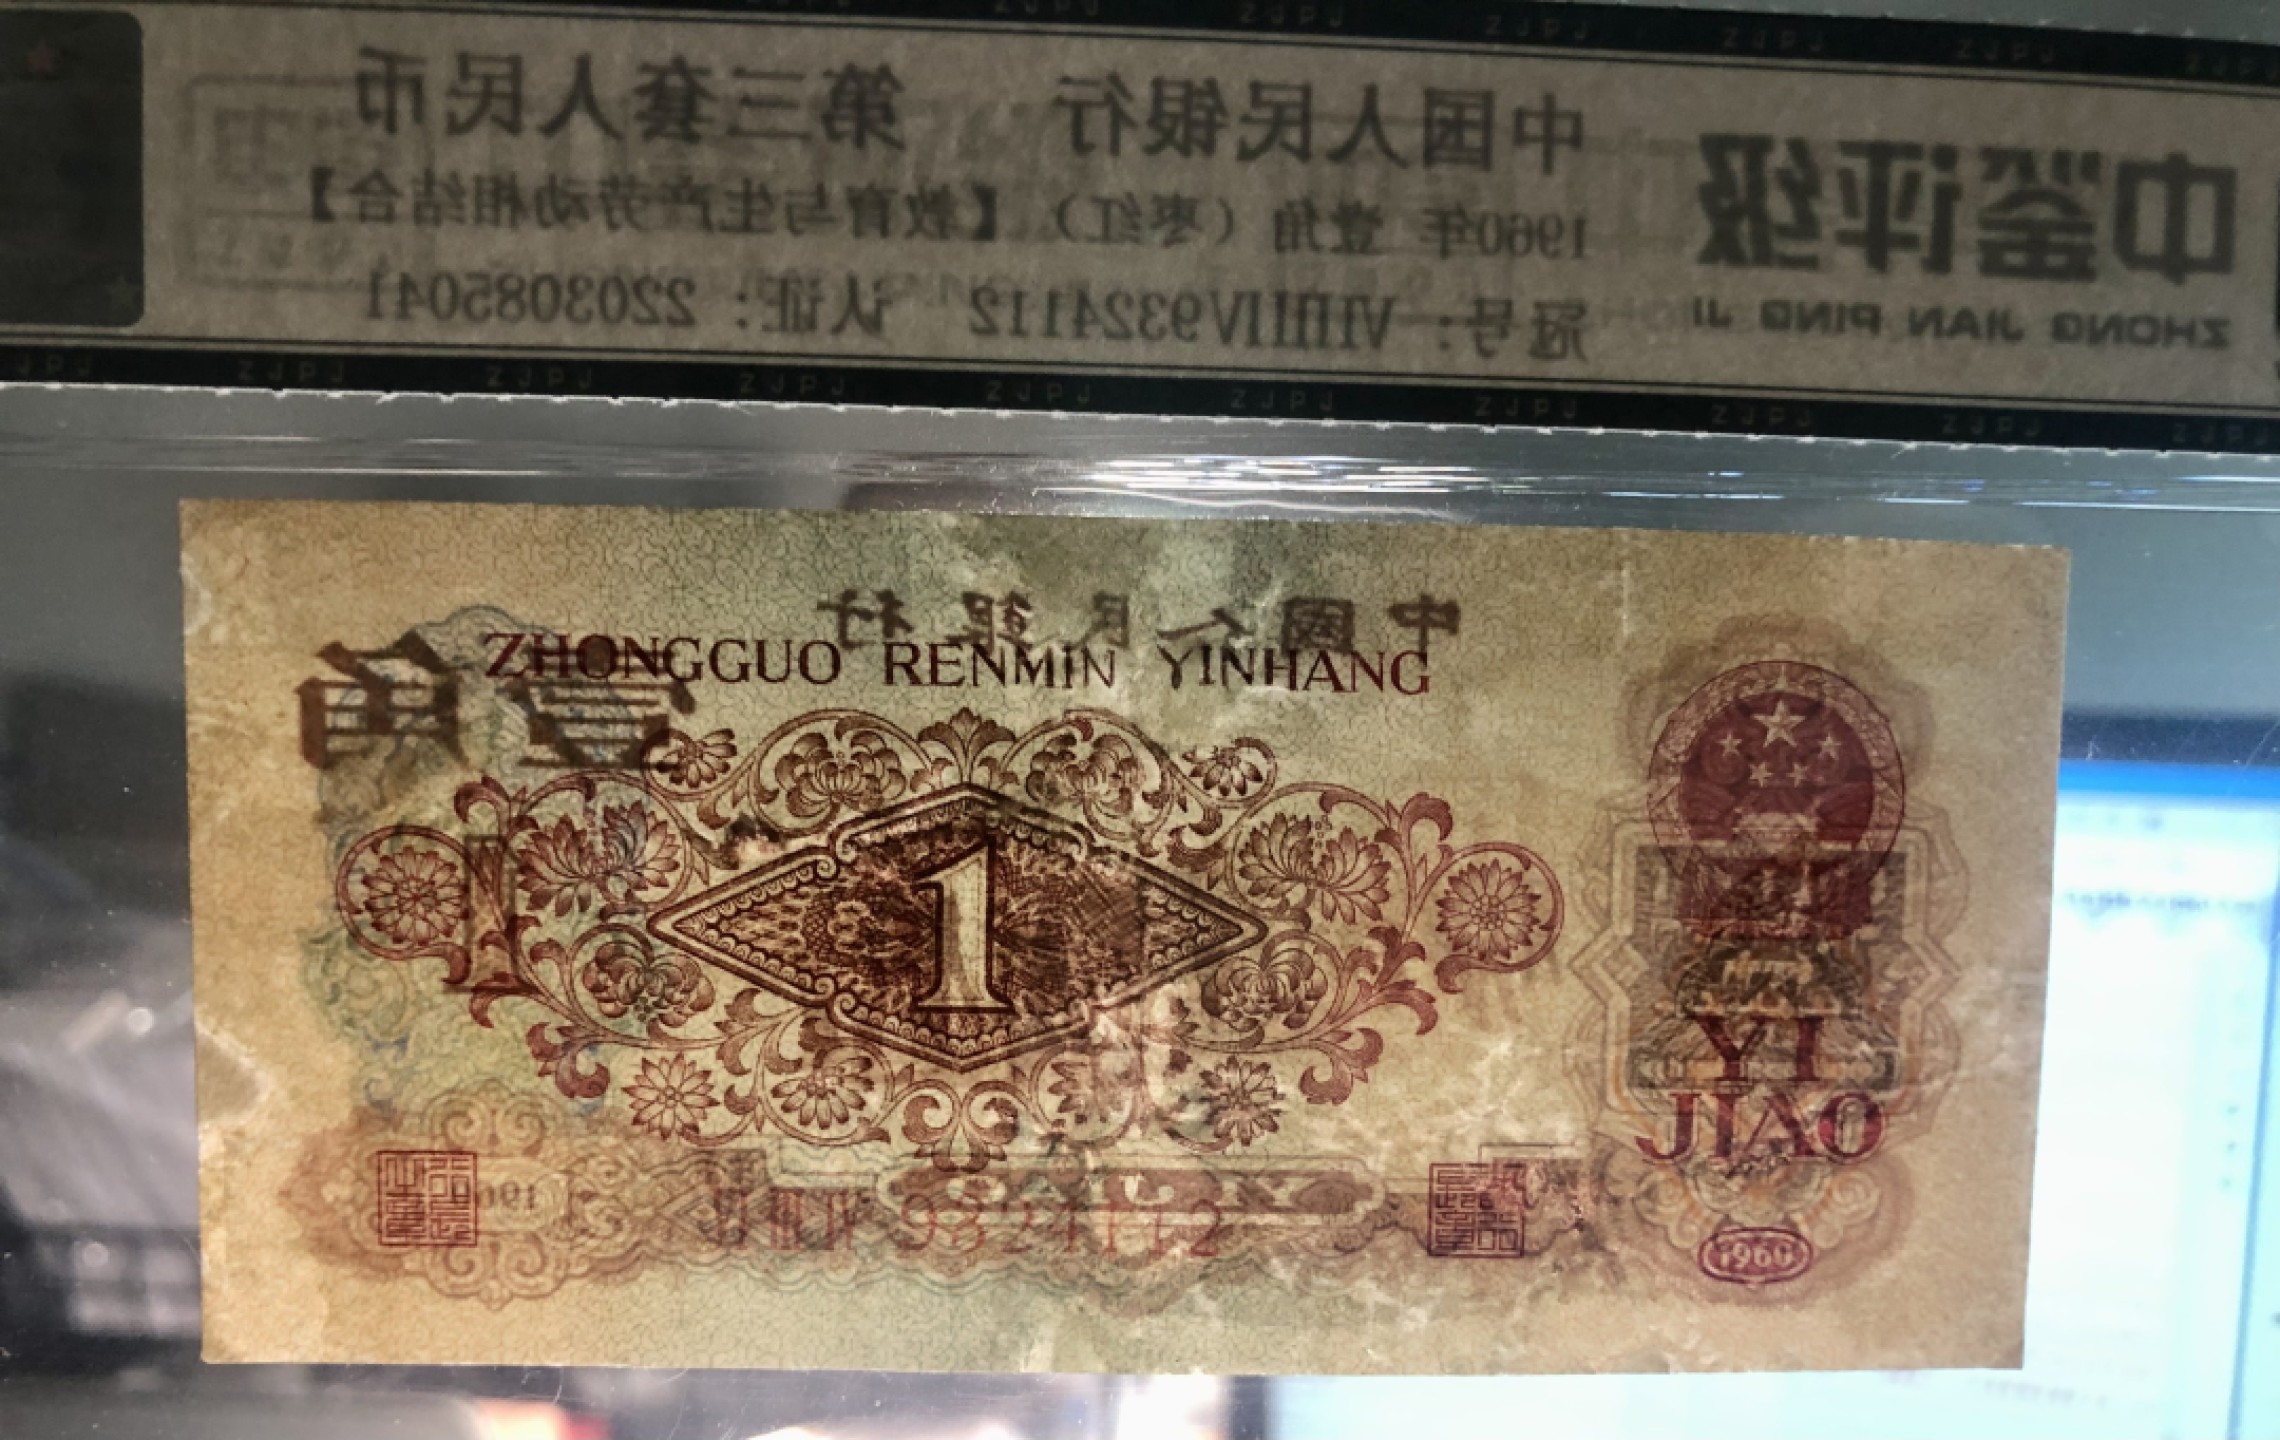 中国人民银行 第三套人民币
1960年 壹角（枣红）【教育与生产劳动相结合】
冠号：VIIIIV9324112 认证：2203085041
中鉴评级
ZHONG JIAN PING JI
中國人民銀行
ZHONGGUO RENMIN YINHANG
壹角
1
YI
JIAO
9324112
1960